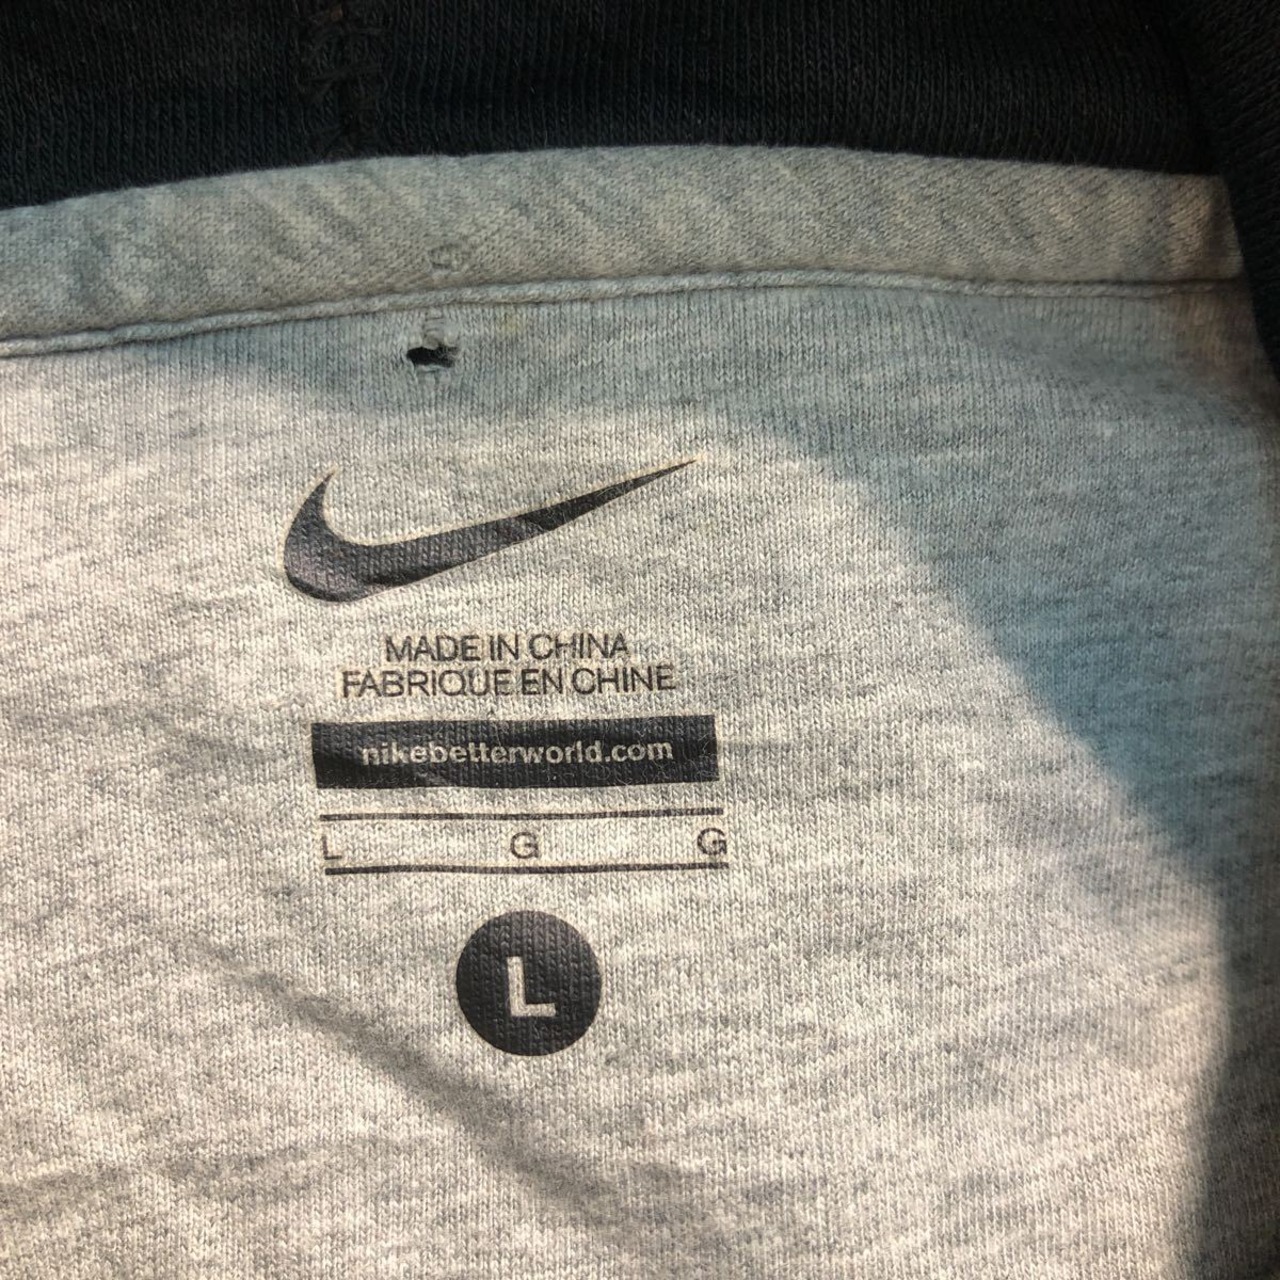 MADE IN CHINA
FABRIQUE EN CHINE
nikebetterworld.com
L G G
L